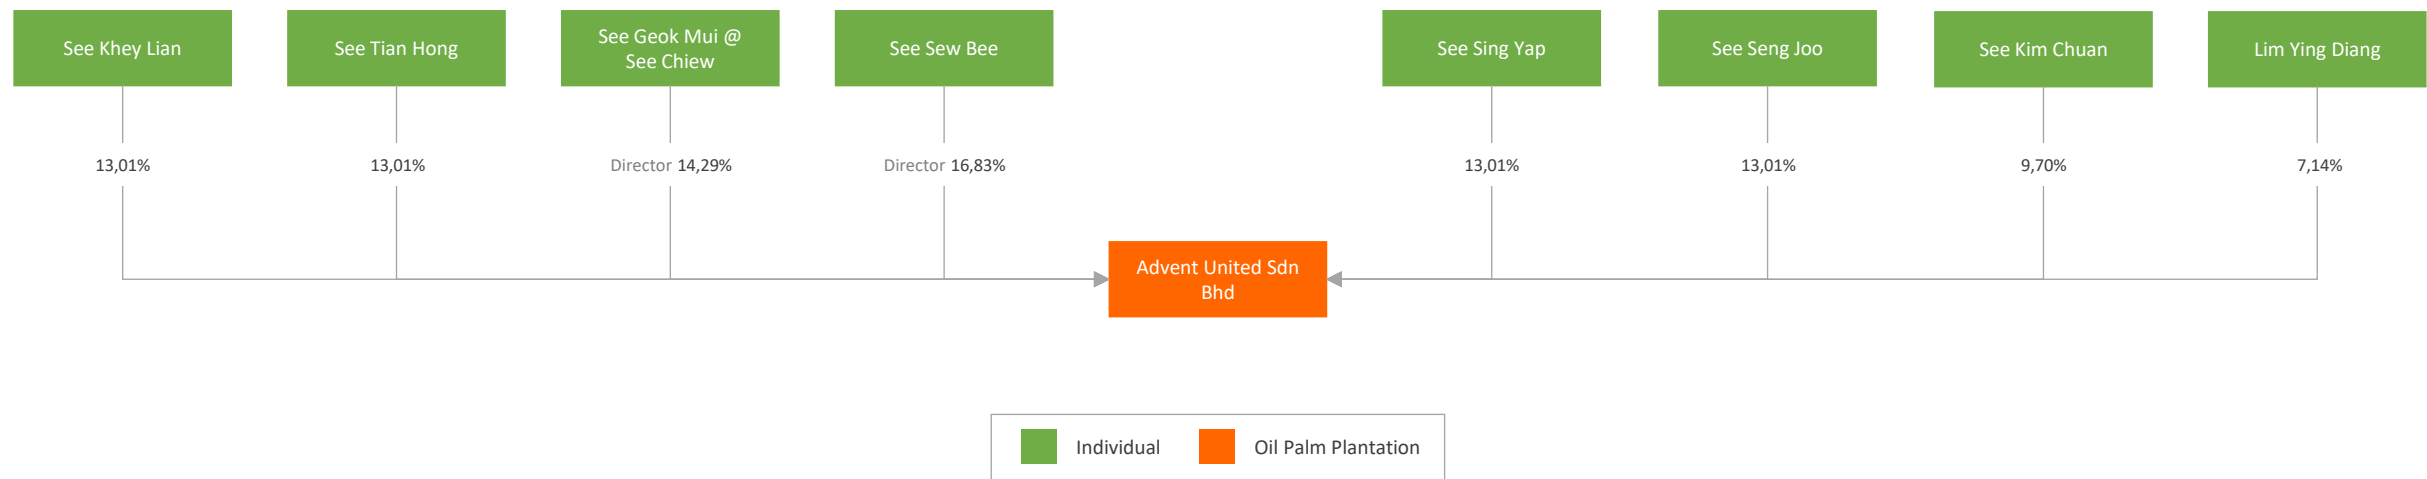 See Khey Lian
See Tian Hong
See Geok Mui @
See Chiew
See Sew Bee
See Sing Yap
See Seng Joo
See Kim Chuan
Lim Ying Diang
13,01%
13,01%
Director 14,29%
Director 16,83%
13,01%
13,01%
9,70%
7,14%
Advent United Sdn
Bhd
Individual
Oil Palm Plantation